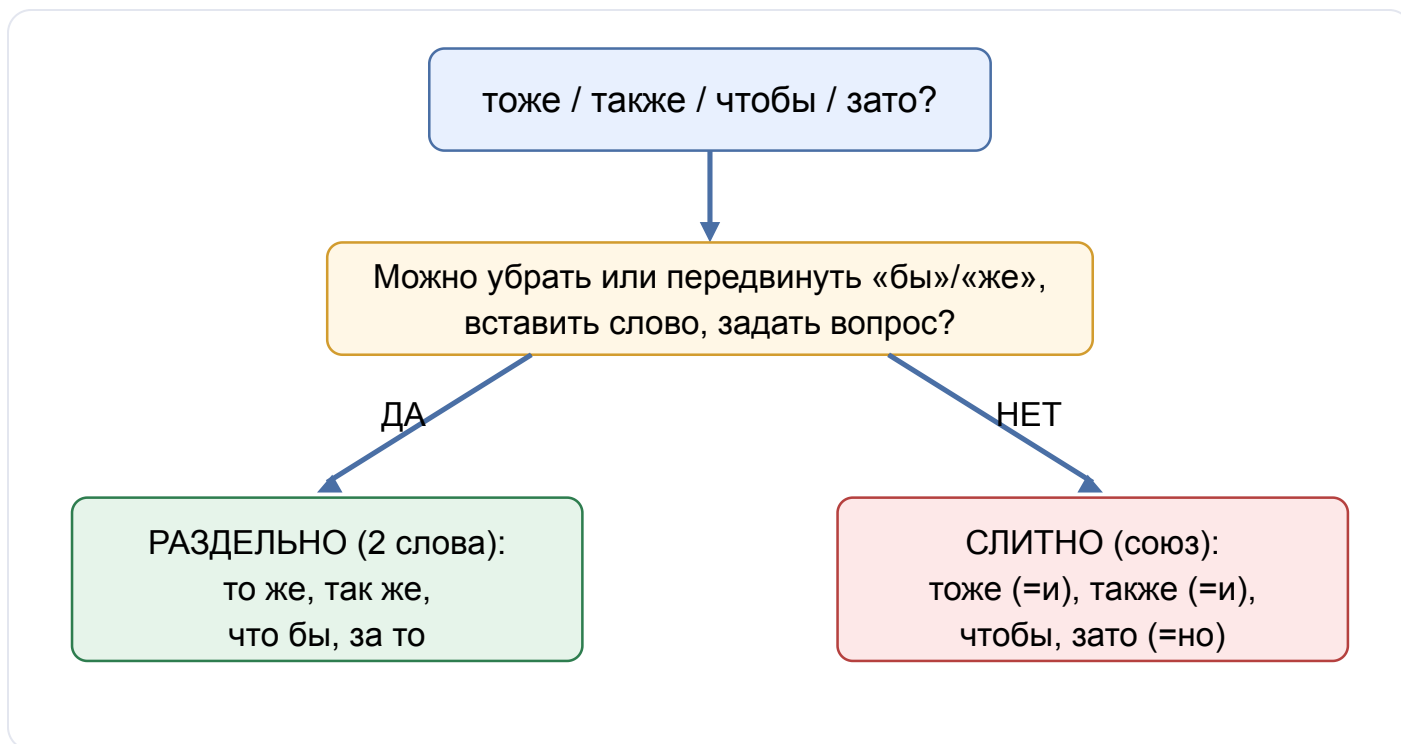 тоже / также / чтобы / зато?
Можно убрать или передвинуть «бы»/«же»,
вставить слово, задать вопрос?
ДА
НЕТ
РАЗДЕЛЬНО (2 слова):
то же, так же,
что бы, за то
СЛИТНО (союз):
тоже (=и), также (=и),
чтобы, зато (=но)